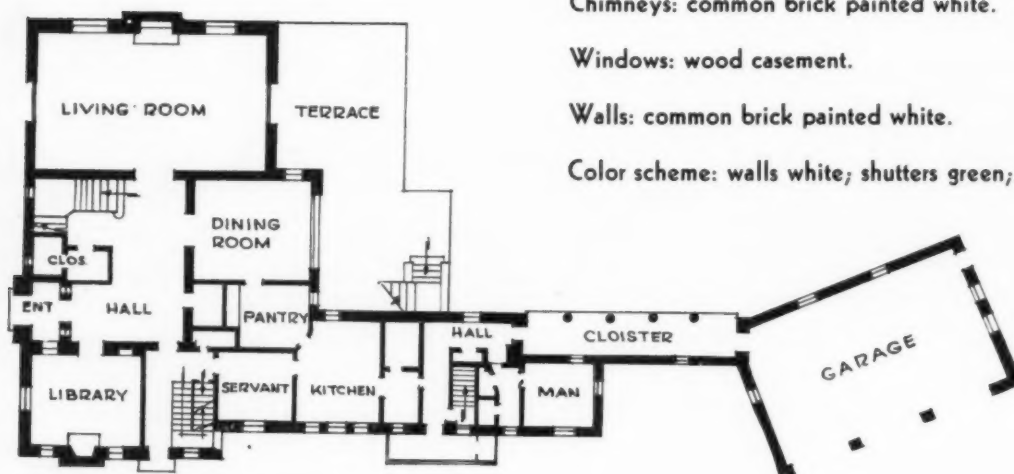 Chimneys: common brick painted white.
Windows: wood casement.
Walls: common brick painted white.
Color scheme: walls white; shutters green;
LIVING ROOM
TERRACE
DINING
ROOM
CLOS.
ENT
HALL
PANTRY
HALL
CLOISTER
GARAGE
LIBRARY
SERVANT
KITCHEN
MAN